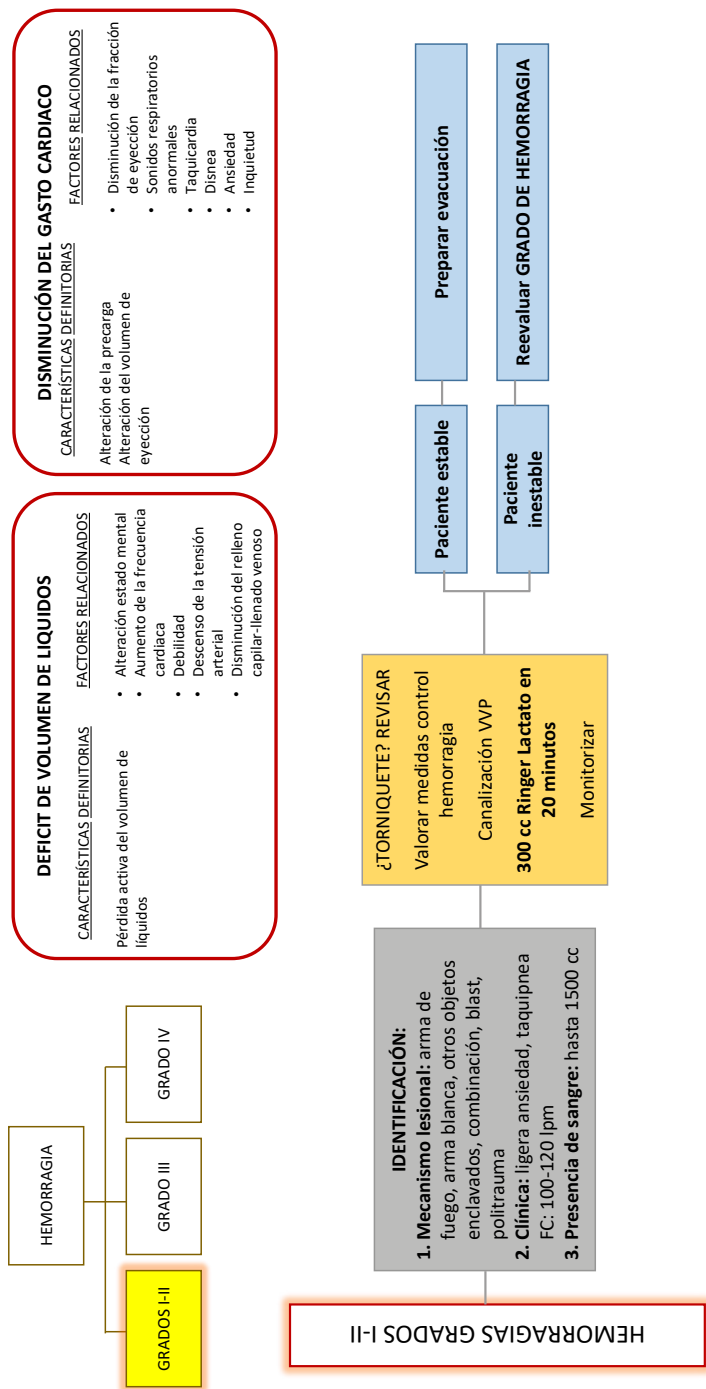 HEMORRAGIA
GRADOS I-II
GRADO III
GRADO IV
DEFICIT DE VOLUMEN DE LIQUIDOS
CARACTERÍSTICAS DEFINITORIAS
Pérdida activa del volumen de
líquidos
FACTORES RELACIONADOS
• Alteración estado mental
• Aumento de la frecuencia
cardiaca
• Debilidad
• Descenso de la tensión
arterial
• Disminución del relleno
capilar-llenado venoso
DISMINUCIÓN DEL GASTO CARDIACO
CARACTERÍSTICAS DEFINITORIAS
Alteración de la precarga
Alteración del volumen de
eyección
FACTORES RELACIONADOS
• Disminución de la fracción
de eyección
• Sonidos respiratorios
anormales
• Taquicardia
• Disnea
• Ansiedad
• Inquietud
HEMORRAGIAS GRADOS I-II
IDENTIFICACIÓN:
1. Mecanismo lesional: arma de
fuego, arma blanca, otros objetos
enclavados, combinación, blast,
politrauma
2. Clínica: ligera ansiedad, taquipnea
FC: 100-120 lpm
3. Presencia de sangre: hasta 1500 cc
¿TORNIQUETE? REVISAR
Valorar medidas control
hemorragia
Canalización VVP
300 cc Ringer Lactato en
20 minutos
Monitorizar
Paciente estable
Preparar evacuación
Paciente
inestable
Reevaluar GRADO DE HEMORRAGIA